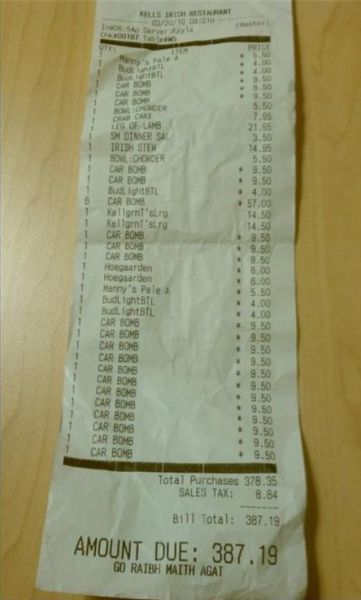 KELLS IRISH RESTAURANT
03/20/10 09:21p
In:06:54p Server:Kayla (Master)
Chk#00187 Table#W5
QTY ITEM PRICE
1 Manny's Pale A * 5.50
1 BudLightBTL * 4.00
1 BudLightBTL * 4.00
1 CAR BOMB * 9.50
1 CAR BOMB * 9.50
1 CAR BOMB * 9.50
1 BOWL:CHOWDER 5.50
1 CRAB CAKE 7.95
1 LEG OF LAMB 21.95
1 SM DINNER SAL 3.50
1 IRISH STEW 14.95
1 BOWL:CHOWDER 5.50
1 CAR BOMB * 9.50
1 CAR BOMB * 9.50
1 BudLightBTL * 4.00
6 CAR BOMB * 57.00
1 KellgrnT'sLrg 14.50
1 KellgrnT'sLrg 14.50
1 CAR BOMB * 9.50
1 CAR BOMB * 9.50
1 CAR BOMB * 9.50
1 Hoegaarden * 6.00
1 Hoegaarden * 6.00
1 Manny's Pale A * 5.50
1 BudLightBTL * 4.00
1 BudLightBTL * 4.00
1 CAR BOMB * 9.50
1 CAR BOMB * 9.50
1 CAR BOMB * 9.50
1 CAR BOMB * 9.50
1 CAR BOMB * 9.50
1 CAR BOMB * 9.50
1 CAR BOMB * 9.50
1 CAR BOMB * 9.50
1 CAR BOMB * 9.50
1 CAR BOMB * 9.50
1 CAR BOMB * 9.50
1 CAR BOMB * 9.50
Total Purchases 378.35
SALES TAX: 8.84
--------
Bill Total: 387.19
AMOUNT DUE: 387.19
GO RAIBH MAITH AGAT